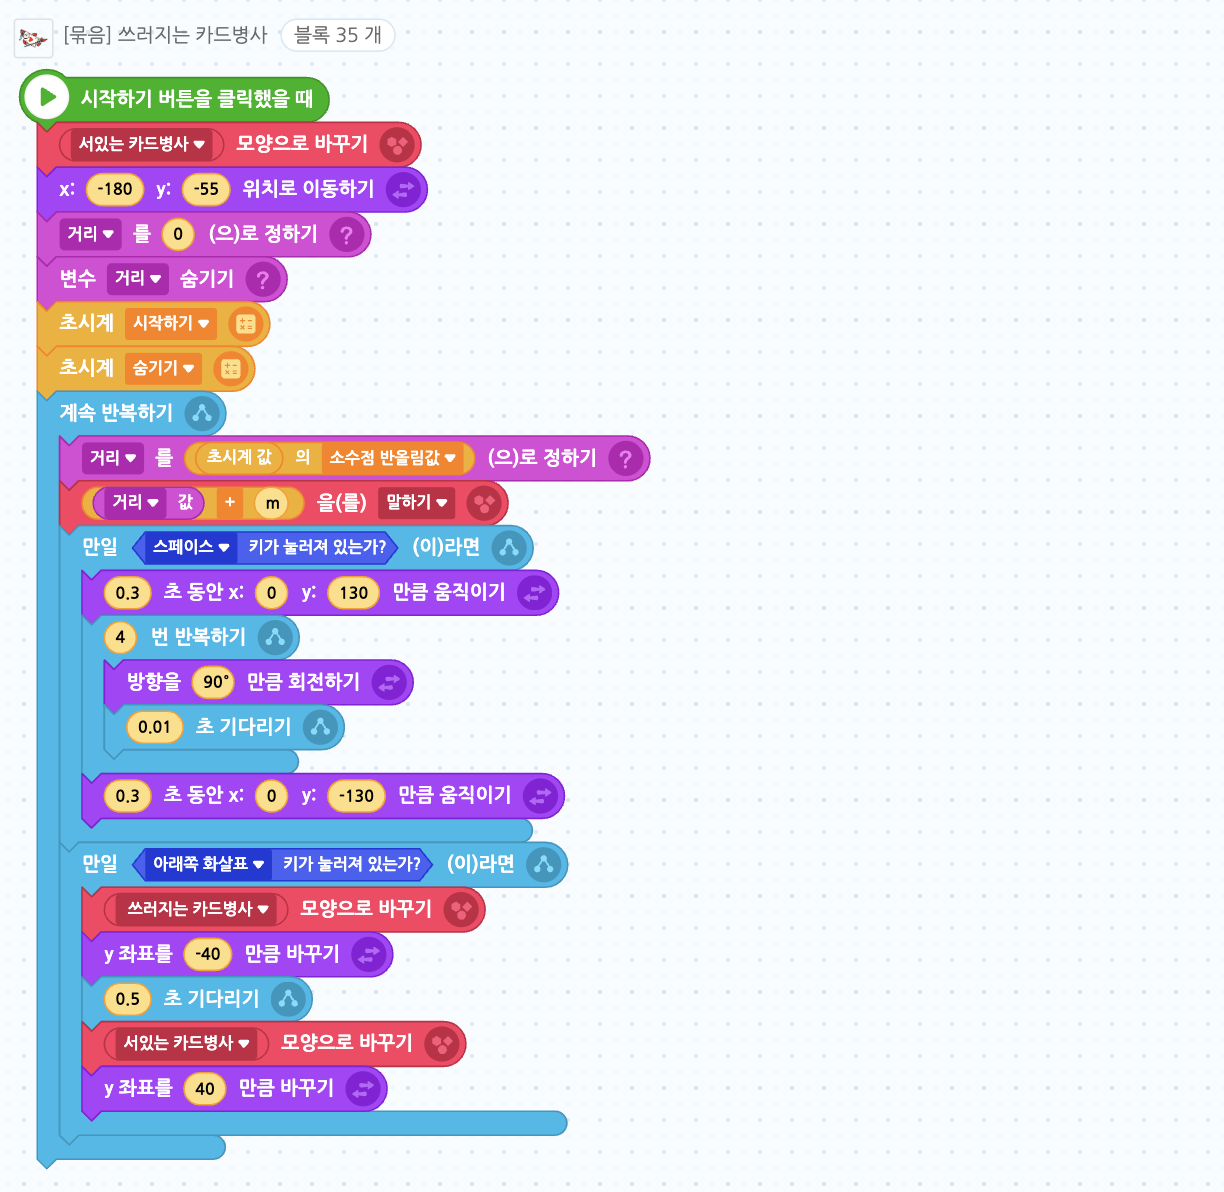 [묶음] 쓰러지는 카드병사 블록 35 개
시작하기 버튼을 클릭했을 때
서있는 카드병사 모양으로 바꾸기
x: -180 y: -55 위치로 이동하기
거리 를 0 (으)로 정하기 ?
변수 거리 숨기기 ?
초시계 시작하기
초시계 숨기기
계속 반복하기
거리 를 초시계 값 의 소수점 반올림값 (으)로 정하기 ?
거리 값 + m 을(를) 말하기
만일 스페이스 키가 눌러져 있는가? (이)라면
0.3 초 동안 x: 0 y: 130 만큼 움직이기
4 번 반복하기
방향을 90° 만큼 회전하기
0.01 초 기다리기
0.3 초 동안 x: 0 y: -130 만큼 움직이기
만일 아래쪽 화살표 키가 눌러져 있는가? (이)라면
쓰러지는 카드병사 모양으로 바꾸기
y 좌표를 -40 만큼 바꾸기
0.5 초 기다리기
서있는 카드병사 모양으로 바꾸기
y 좌표를 40 만큼 바꾸기